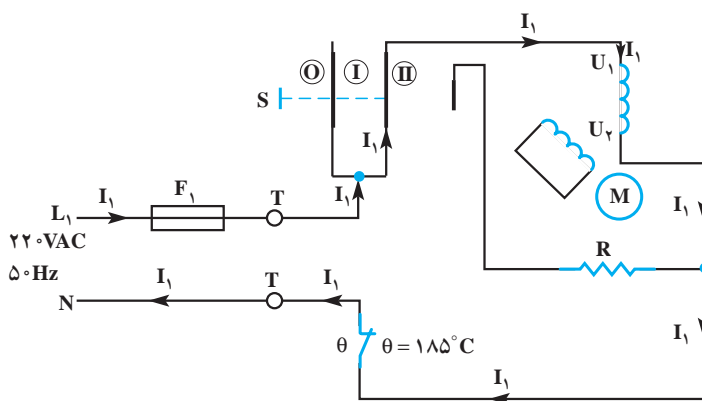 I۱
O I II
U۱ I۱
S
U۲
I۱
F۱ T I۱
I۱ M
L۱ I۱
۲۲۰VAC
R
۵۰Hz
I۱ T I۱
N
I۱
θ θ = ۱۸۵°C
I۱